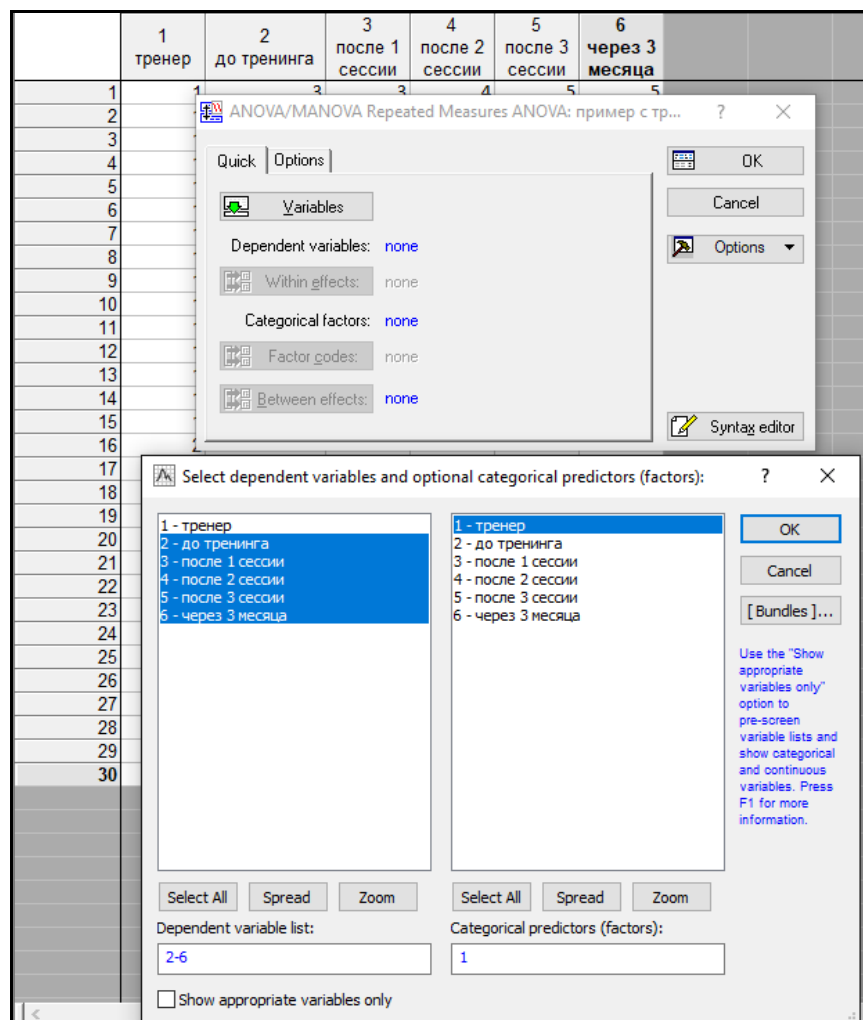 1 тренер
2 до тренинга
3 после 1 сессии
4 после 2 сессии
5 после 3 сессии
6 через 3 месяца
1 1 3 3 4 5 5
2
3
4
5
6
7
8
9
10
11
12
13
14
15
16 2
17
18
19
20
21
22
23
24
25
26
27
28
29
30
ANOVA/MANOVA Repeated Measures ANOVA: пример с тр... ?
Quick Options
Variables
Dependent variables: none
Within effects: none
Categorical factors: none
Factor codes: none
Between effects: none
OK
Cancel
Options
Syntax editor
Select dependent variables and optional categorical predictors (factors): ?
1 - тренер
2 - до тренинга
3 - после 1 сессии
4 - после 2 сессии
5 - после 3 сессии
6 - через 3 месяца
1 - тренер
2 - до тренинга
3 - после 1 сессии
4 - после 2 сессии
5 - после 3 сессии
6 - через 3 месяца
OK
Cancel
[ Bundles ]...
Use the "Show
appropriate
variables only"
option to
pre-screen
variable lists and
show categorical
and continuous
variables. Press
F1 for more
information.
Select All Spread Zoom
Select All Spread Zoom
Dependent variable list:
2-6
Categorical predictors (factors):
1
Show appropriate variables only